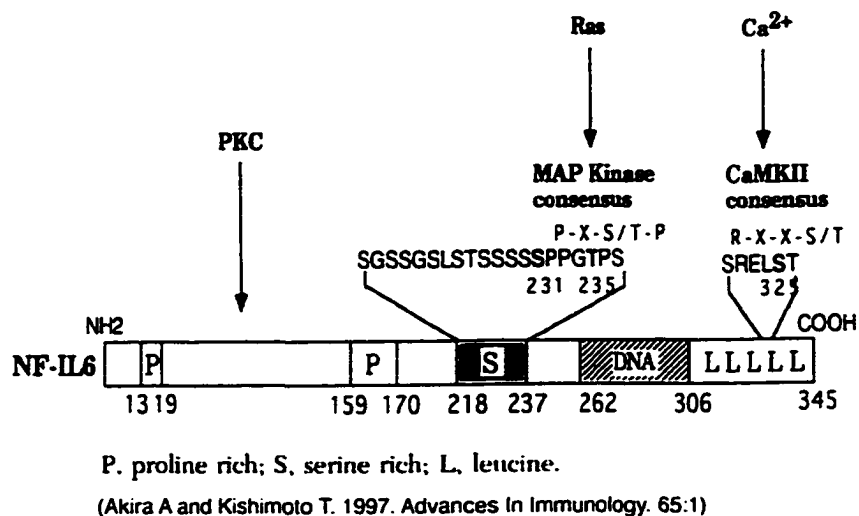 Ras Ca2+
PKC
MAP Kinase CaMKII
consensus consensus
P-X-S/T-P R-X-X-S/T
SGSSGSLSTSSSSSPPGTPS SRELST
231 235 325
NH2 COOH
NF-IL6 P P S DNA L L L L L
13 19 159 170 218 237 262 306 345
P. proline rich; S, serine rich; L, leucine.
(Akira A and Kishimoto T. 1997. Advances In Immunology. 65:1)